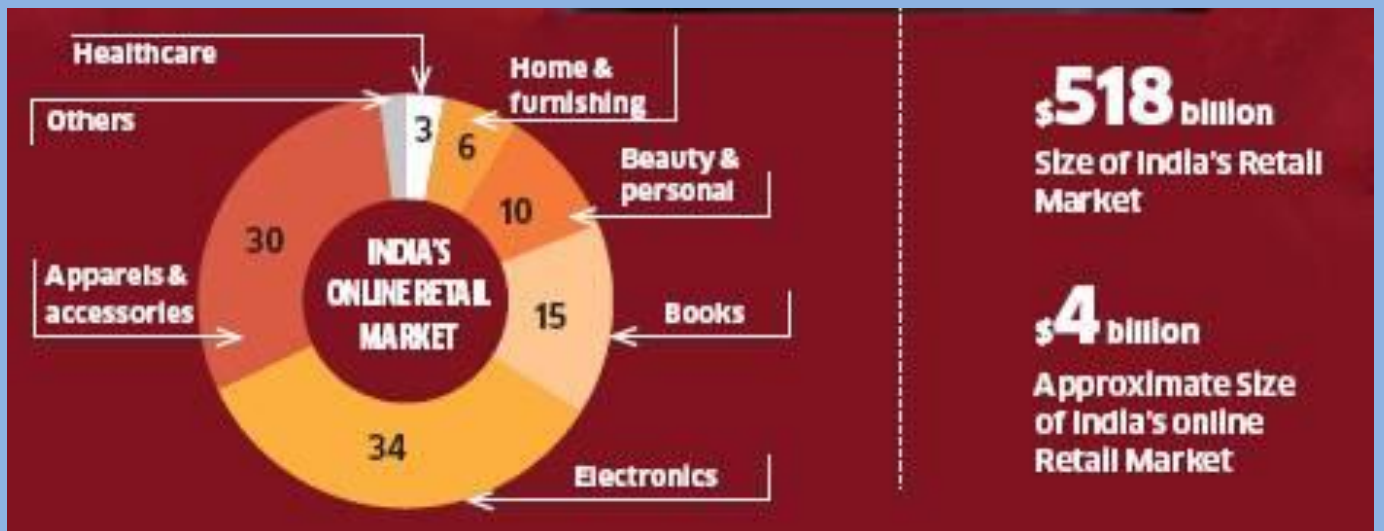 Healthcare
Others
Home &
furnishing
Beauty &
personal
3
6
10
30
15
34
INDIA'S
ONLINE RETAIL
MARKET
Apparels &
accessories
Books
Electronics
$518 billion
Size of India's Retail
Market
$4 billion
Approximate Size
of India's online
Retail Market